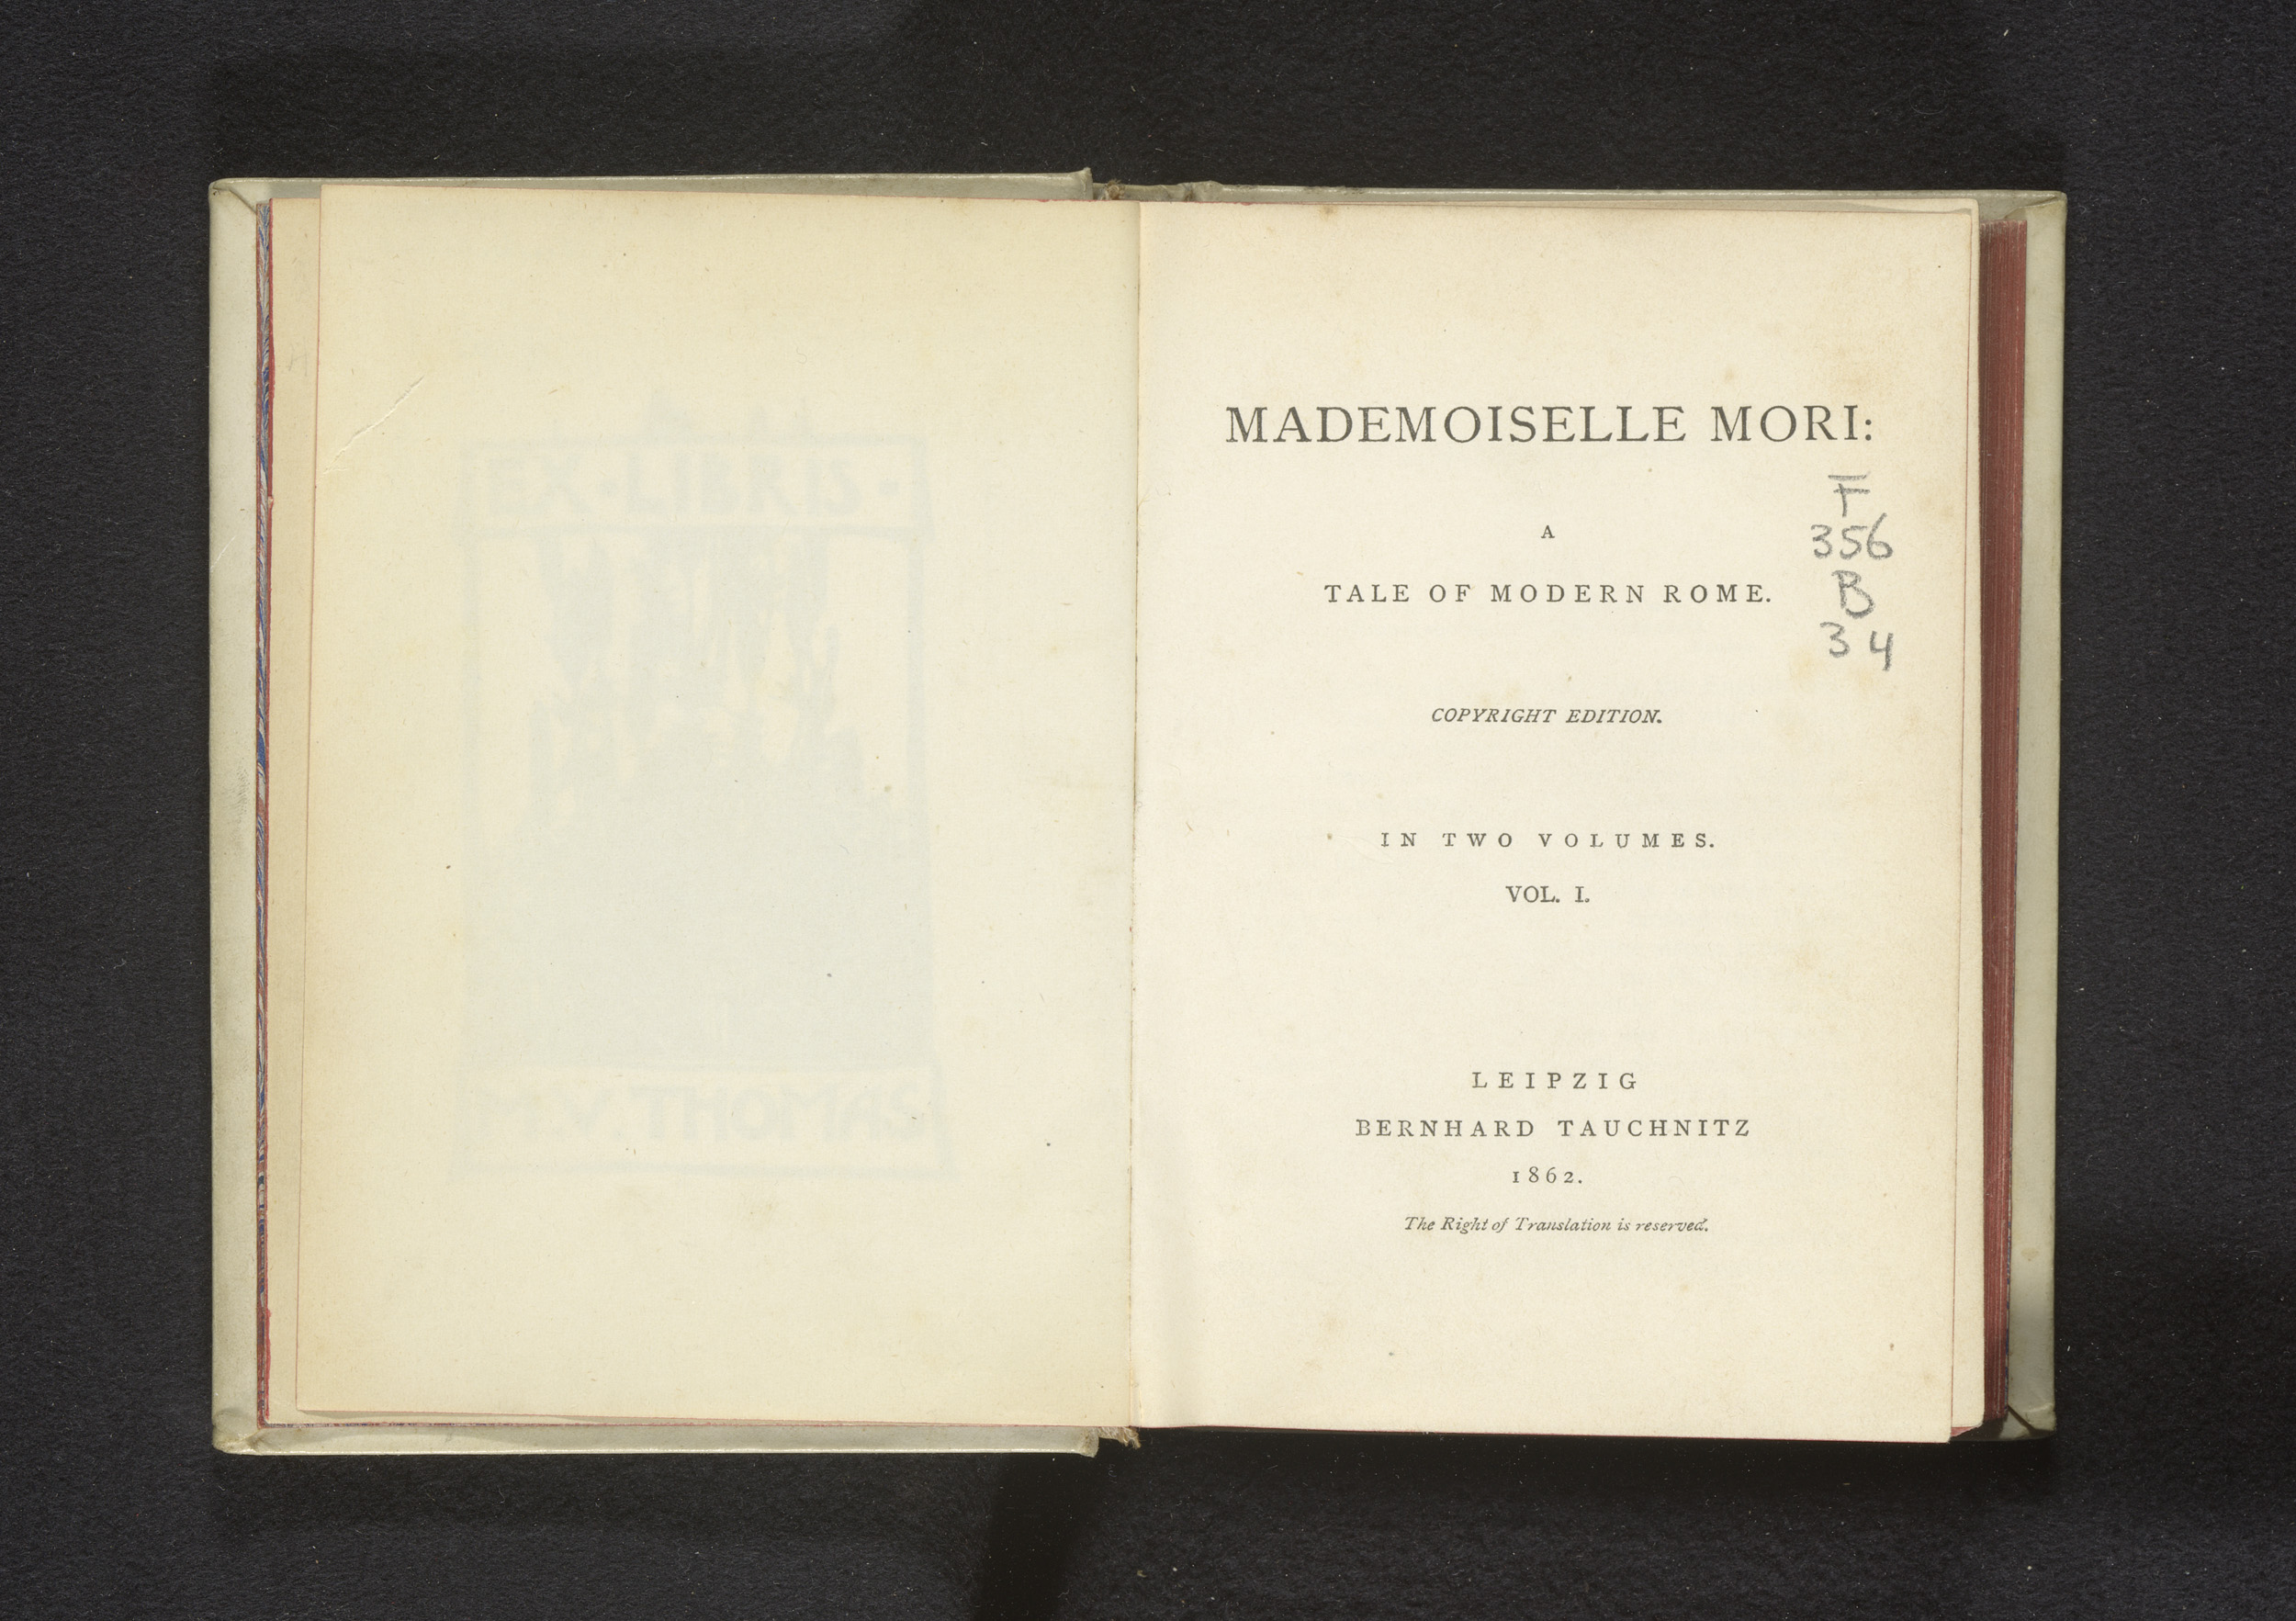 EX·LIBRIS·
MADEMOISELLE MORI:
F
356
B
34
A
TALE OF MODERN ROME.
COPYRIGHT EDITION.
IN TWO VOLUMES.
VOL. I.
LEIPZIG
BERNHARD TAUCHNITZ
1862.
The Right of Translation is reserved.